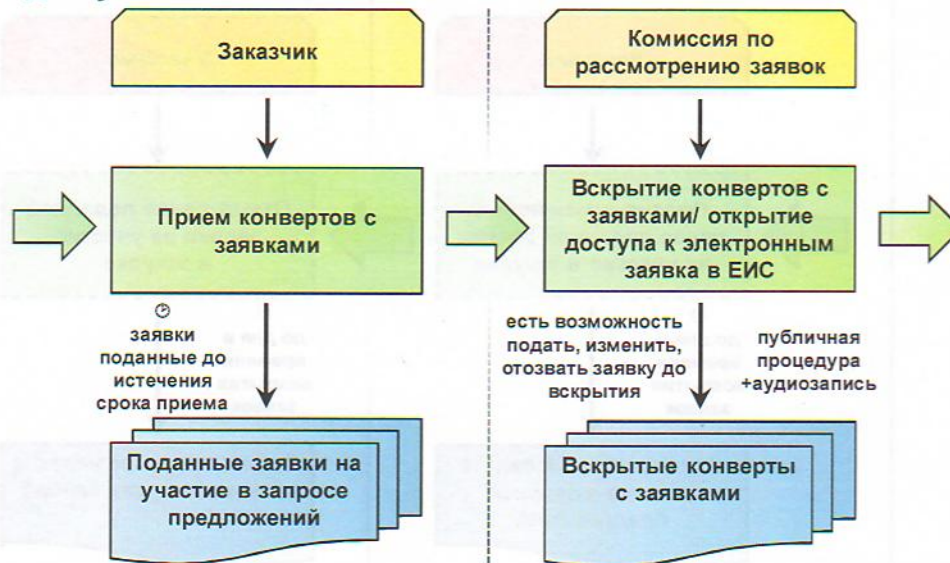 Заказчик
Прием конвертов с
заявками
заявки
поданные до
истечения
срока приема
Поданные заявки на
участие в запросе
предложений
Комиссия по
рассмотрению заявок
Вскрытие конвертов с
заявками/ открытие
доступа к электронным
заявка в ЕИС
есть возможность
подать, изменить,
отозвать заявку до
вскрытия
публичная
процедура
+аудиозапись
Вскрытые конверты
с заявками